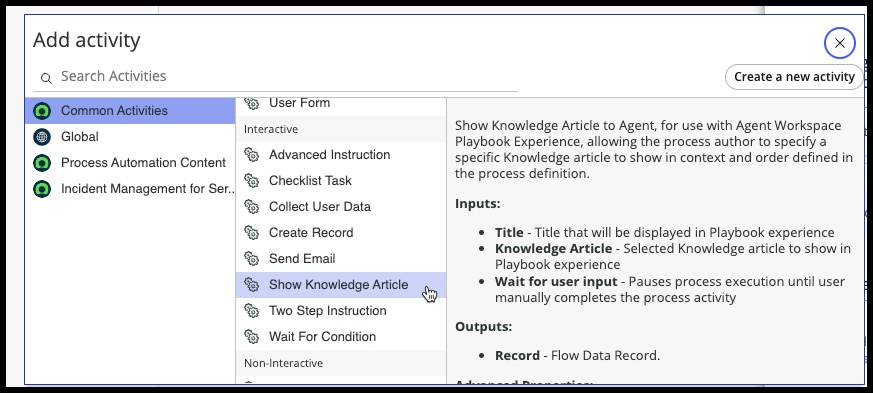 Add activity
Search Activities
Create a new activity
Common Activities
Global
Process Automation Content
Incident Management for Ser..
User Form
Interactive
Advanced Instruction
Checklist Task
Collect User Data
Create Record
Send Email
Show Knowledge Article
Two Step Instruction
Wait For Condition
Non-Interactive
Show Knowledge Article to Agent, for use with Agent Workspace
Playbook Experience, allowing the process author to specify a
specific Knowledge article to show in context and order defined in
the process definition.
Inputs:
Title - Title that will be displayed in Playbook experience
Knowledge Article - Selected Knowledge article to show in
Playbook experience
Wait for user input - Pauses process execution until user
manually completes the process activity
Outputs:
Record - Flow Data Record.
Advanced Properties: